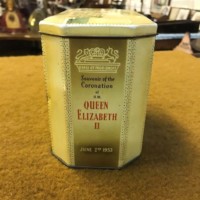 Souvenir of the
Coronation
of
H.M.
QUEEN
ELIZABETH
II
JUNE 2ND 1953